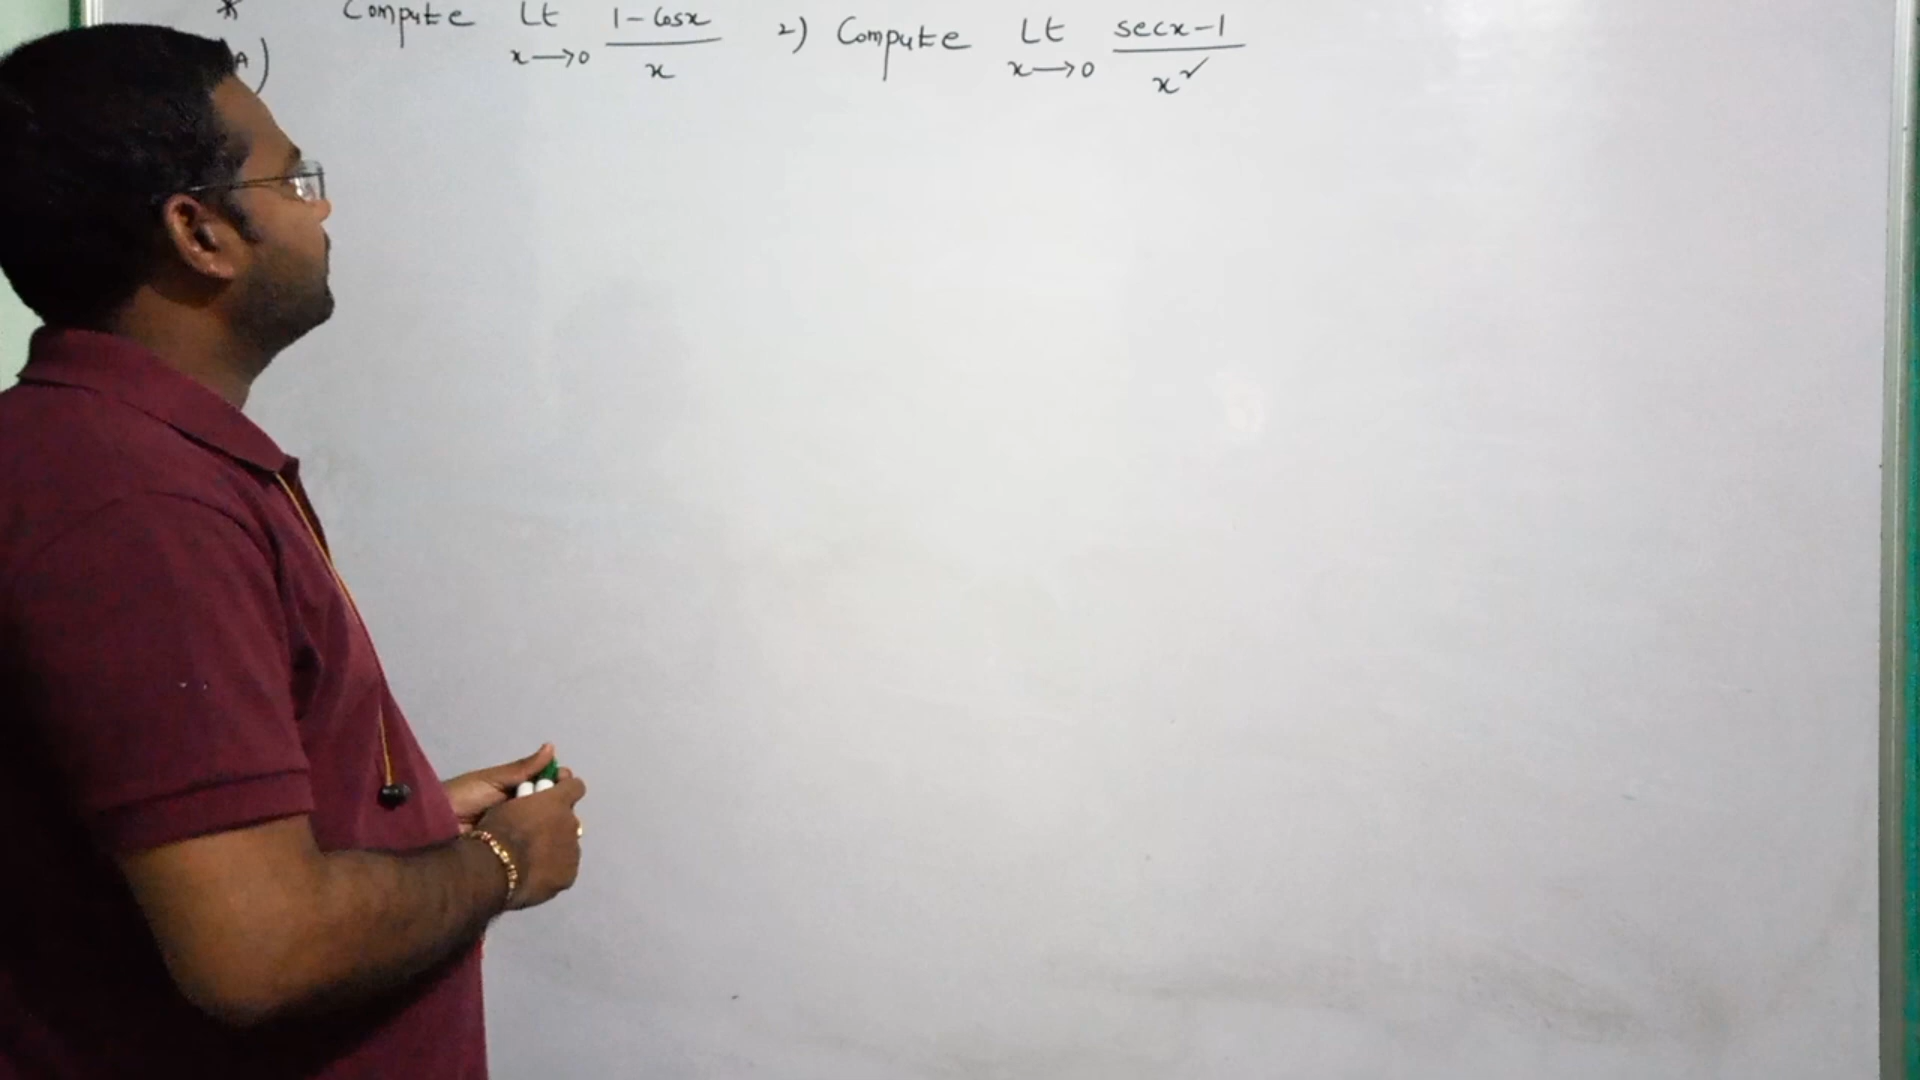 * Compute Lt x→0 1-Cosx/x 2) Compute Lt x→0 secx-1/x²
A)